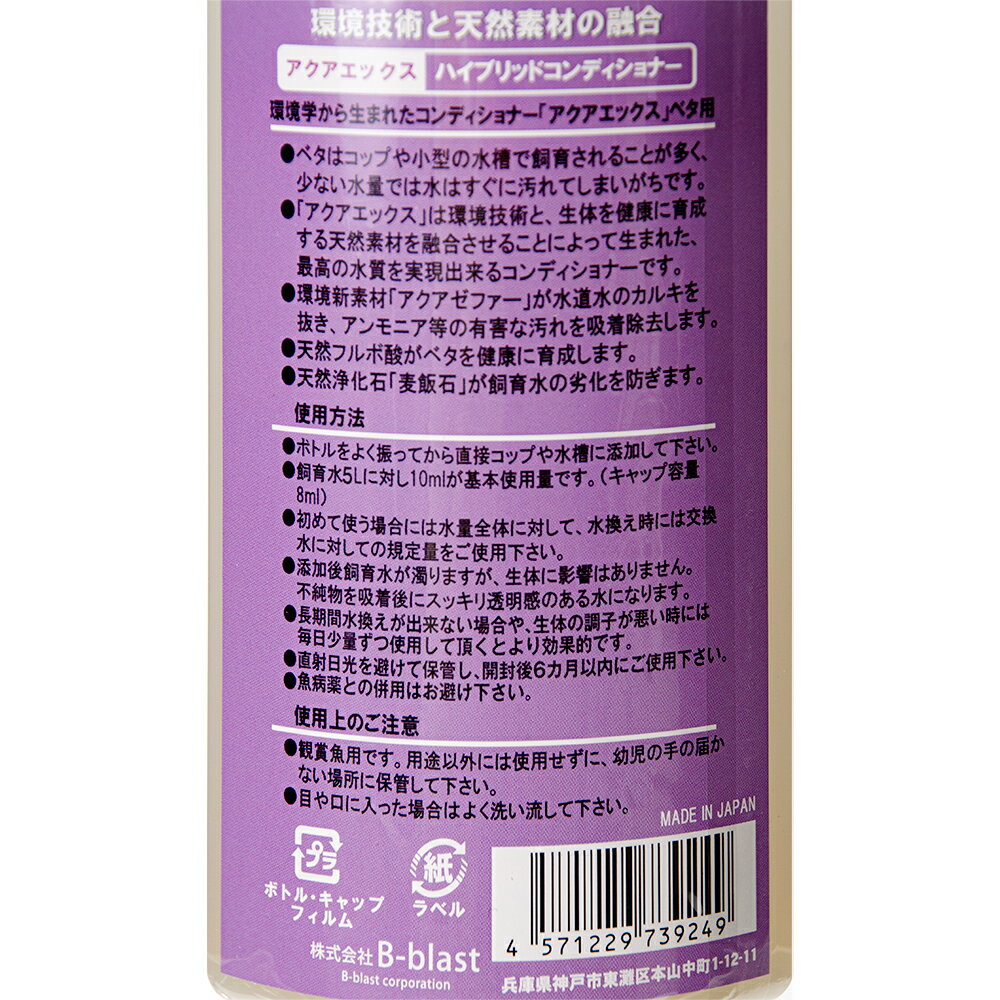 環境技術と天然素材の融合
アクアエックス ハイブリッドコンディショナー
環境学から生まれたコンディショナー「アクアエックス」ベタ用
●ベタはコップや小型の水槽で飼育されることが多く、
少ない水量では水はすぐに汚れてしまいがちです。
●「アクアエックス」は環境技術と、生体を健康に育成
する天然素材を融合させることによって生まれた、
最高の水質を実現出来るコンディショナーです。
●環境新素材「アクアゼファー」が水道水のカルキを
抜き、アンモニア等の有害な汚れを吸着除去します。
●天然フルボ酸がベタを健康に育成します。
●天然浄化石「麦飯石」が飼育水の劣化を防ぎます。
使用方法
●ボトルをよく振ってから直接コップや水槽に添加して下さい。
●飼育水5Lに対し10mlが基本使用量です。(キャップ容量
8ml)
●初めて使う場合には水量全体に対して、水換え時には交換
水に対しての規定量をご使用下さい。
●添加後飼育水が濁りますが、生体に影響はありません。
不純物を吸着後にスッキリ透明感のある水になります。
●長期間水換えが出来ない場合や、生体の調子が悪い時には
毎日少量ずつ使用して頂くとより効果的です。
●直射日光を避けて保管し、開封後6カ月以内にご使用下さい。
●魚病薬との併用はお避け下さい。
使用上のご注意
●観賞魚用です。用途以外には使用せずに、幼児の手の届か
ない場所に保管して下さい。
●目や口に入った場合はよく洗い流して下さい。
MADE IN JAPAN
プラ
ボトル・キャップ
フィルム
紙
ラベル
4 571229 739249
株式会社 B-blast
B-blast corporation
兵庫県神戸市東灘区本山中町1-12-11